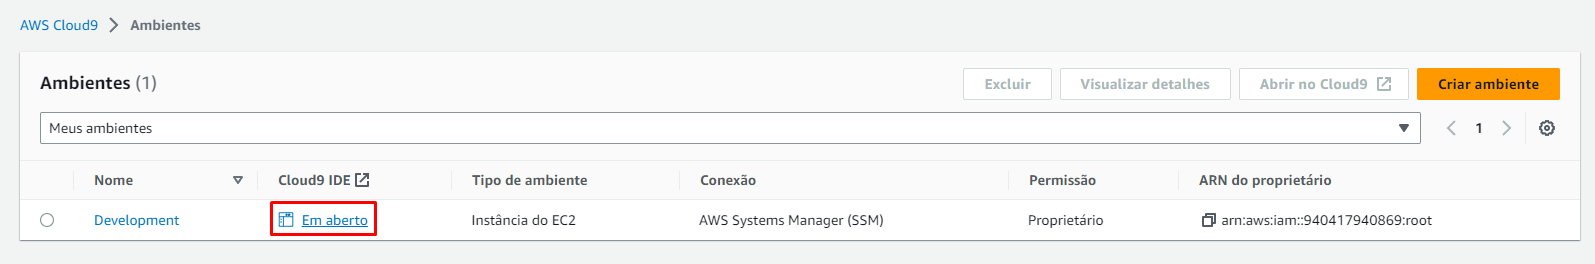 AWS Cloud9 > Ambientes
Ambientes (1)
Excluir Visualizar detalhes Abrir no Cloud9 Criar ambiente
Meus ambientes 1
Nome Cloud9 IDE Tipo de ambiente Conexão Permissão ARN do proprietário
Development Em aberto Instância do EC2 AWS Systems Manager (SSM) Proprietário arn:aws:iam::940417940869:root